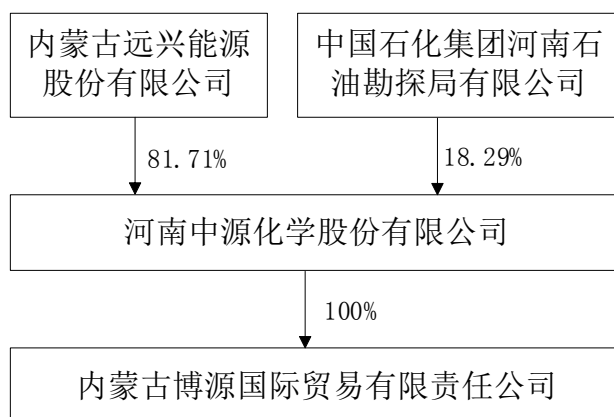 内蒙古远兴能源
股份有限公司
中国石化集团河南石
油勘探局有限公司
81.71%
18.29%
河南中源化学股份有限公司
100%
内蒙古博源国际贸易有限责任公司